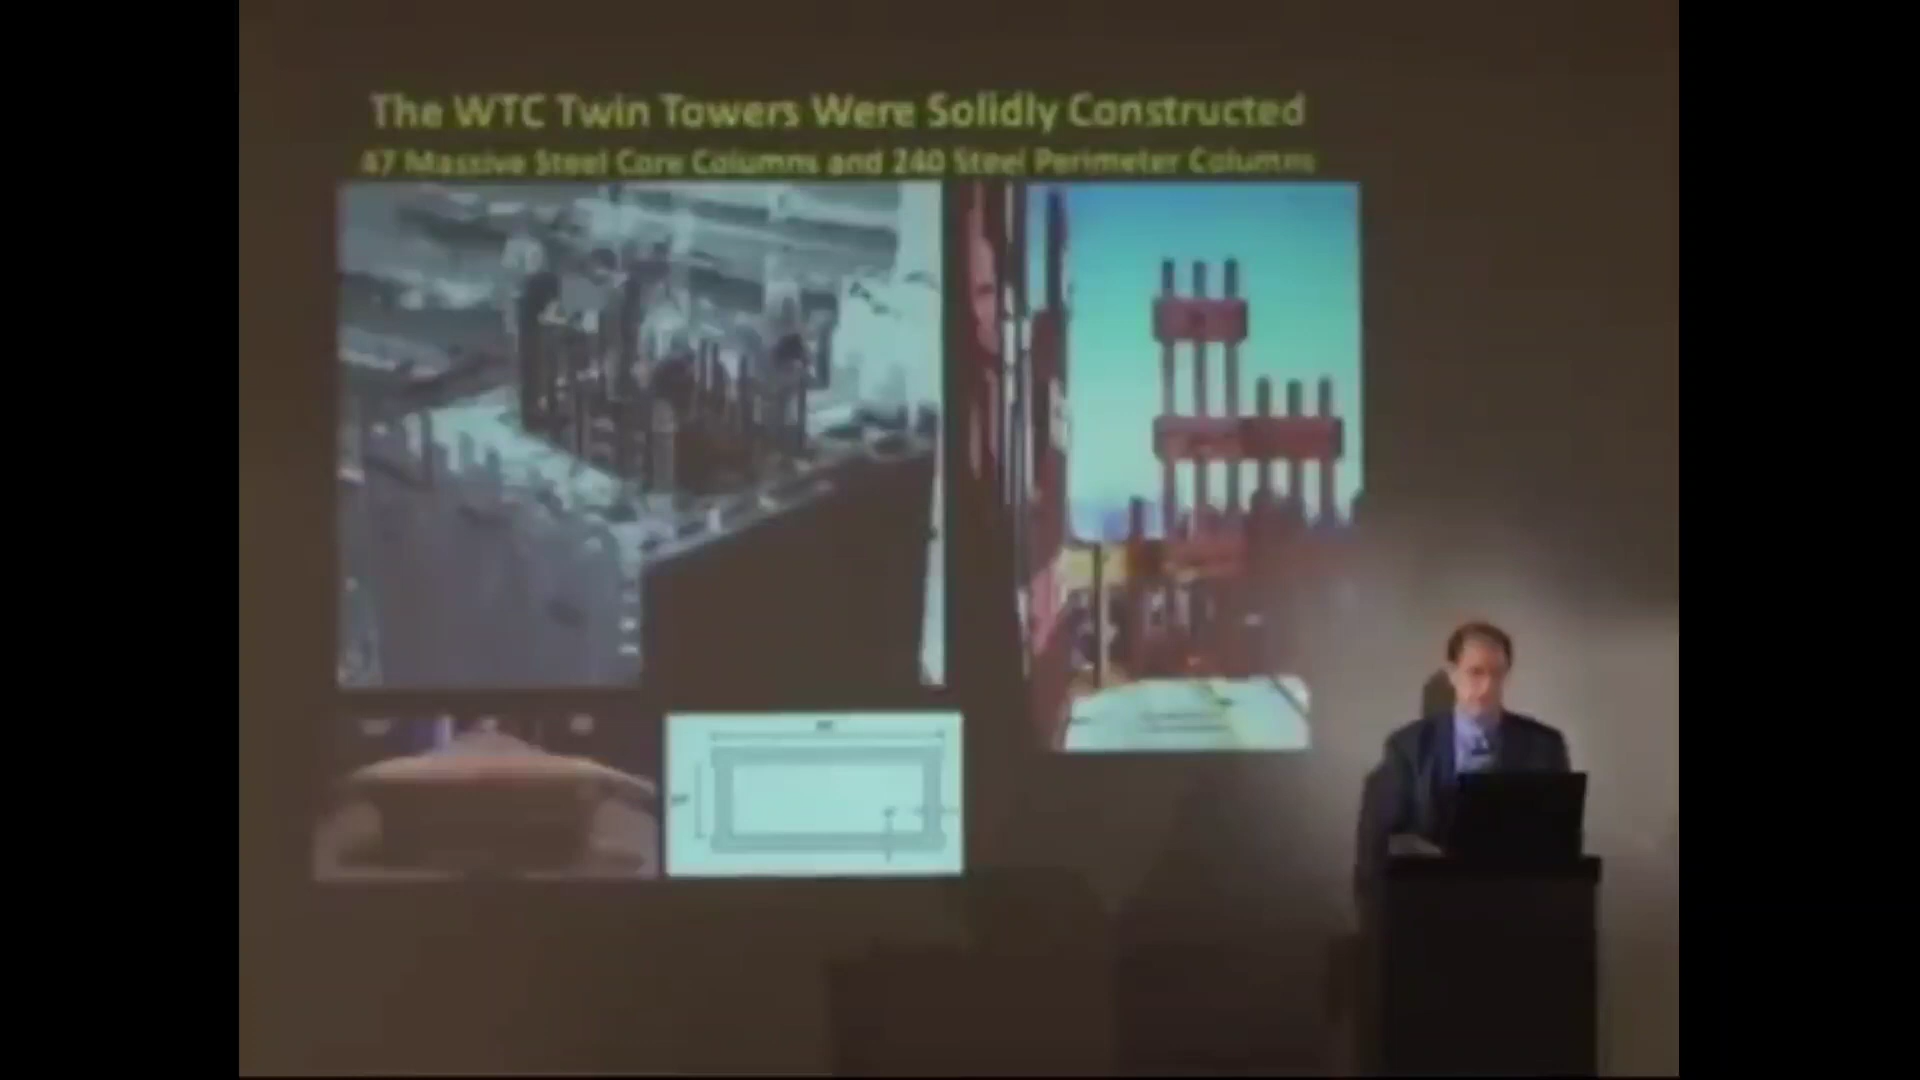 The WTC Twin Towers Were Solidly Constructed
47 Massive Steel Core Columns and 240 Steel Perimeter Columns